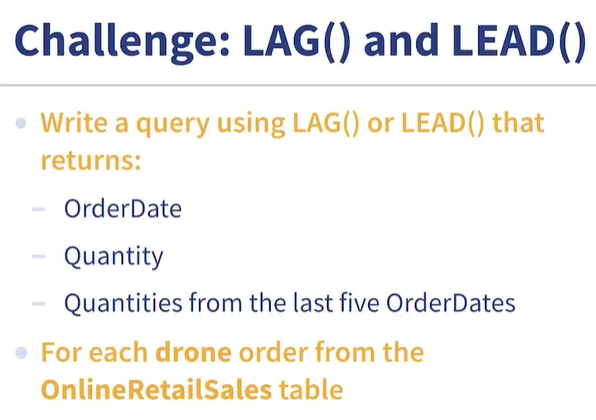 Challenge: LAG() and LEAD()
• Write a query using LAG() or LEAD() that
returns:
– OrderDate
– Quantity
– Quantities from the last five OrderDates
• For each drone order from the
OnlineRetailSales table